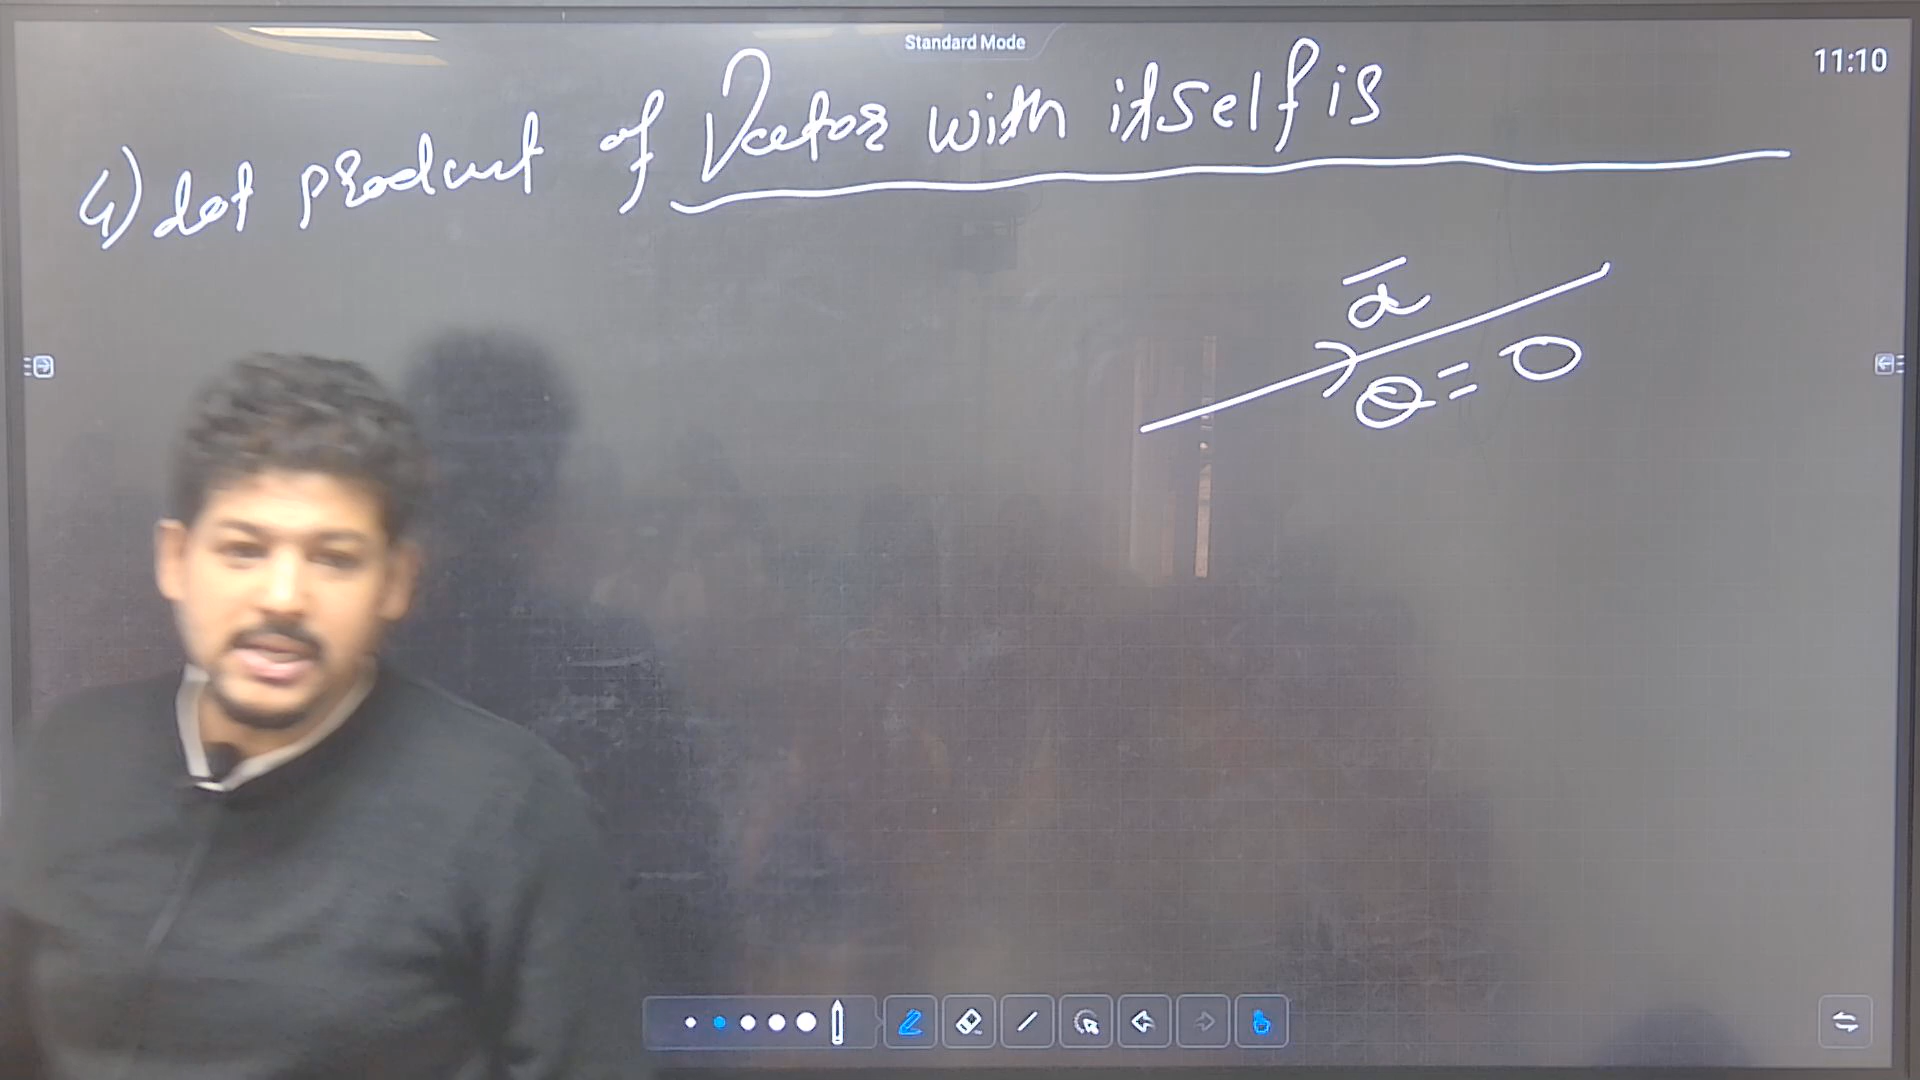 Standard Mode
11:10
4) dot product of Vector with itself is
a̅
θ = 0